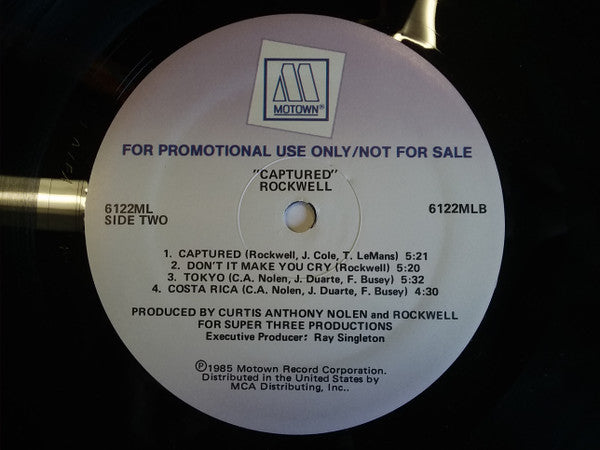 MOTOWN®
FOR PROMOTIONAL USE ONLY/NOT FOR SALE
"CAPTURED"
ROCKWELL
6122ML 6122MLB
SIDE TWO
1. CAPTURED (Rockwell, J. Cole, T. LeMans) 5:21
2. DON'T IT MAKE YOU CRY (Rockwell) 5:20
3. TOKYO (C.A. Nolen, J. Duarte, F. Busey) 5:32
4. COSTA RICA (C.A. Nolen, J. Duarte, F. Busey) 4:30
PRODUCED BY CURTIS ANTHONY NOLEN and ROCKWELL
FOR SUPER THREE PRODUCTIONS
Executive Producer: Ray Singleton
℗1985 Motown Record Corporation.
Distributed in the United States by
MCA Distributing, Inc..